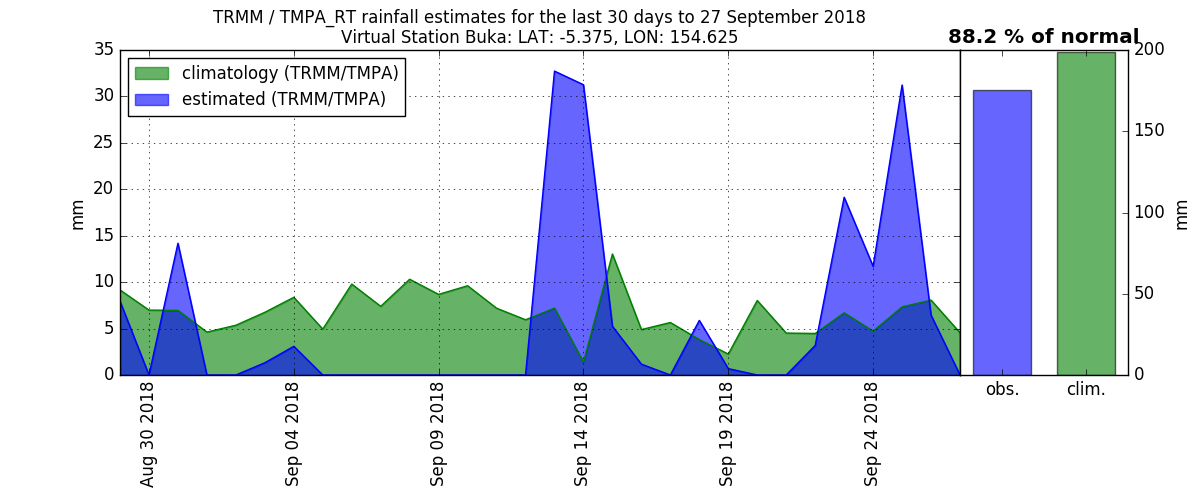 TRMM / TMPA_RT rainfall estimates for the last 30 days to 27 September 2018
Virtual Station Buka: LAT: -5.375, LON: 154.625
88.2 % of normal
climatology (TRMM/TMPA)
estimated (TRMM/TMPA)
mm
35
30
25
20
15
10
5
0
Aug 30 2018
Sep 04 2018
Sep 09 2018
Sep 14 2018
Sep 19 2018
Sep 24 2018
obs.
clim.
200
150
100
50
0
mm